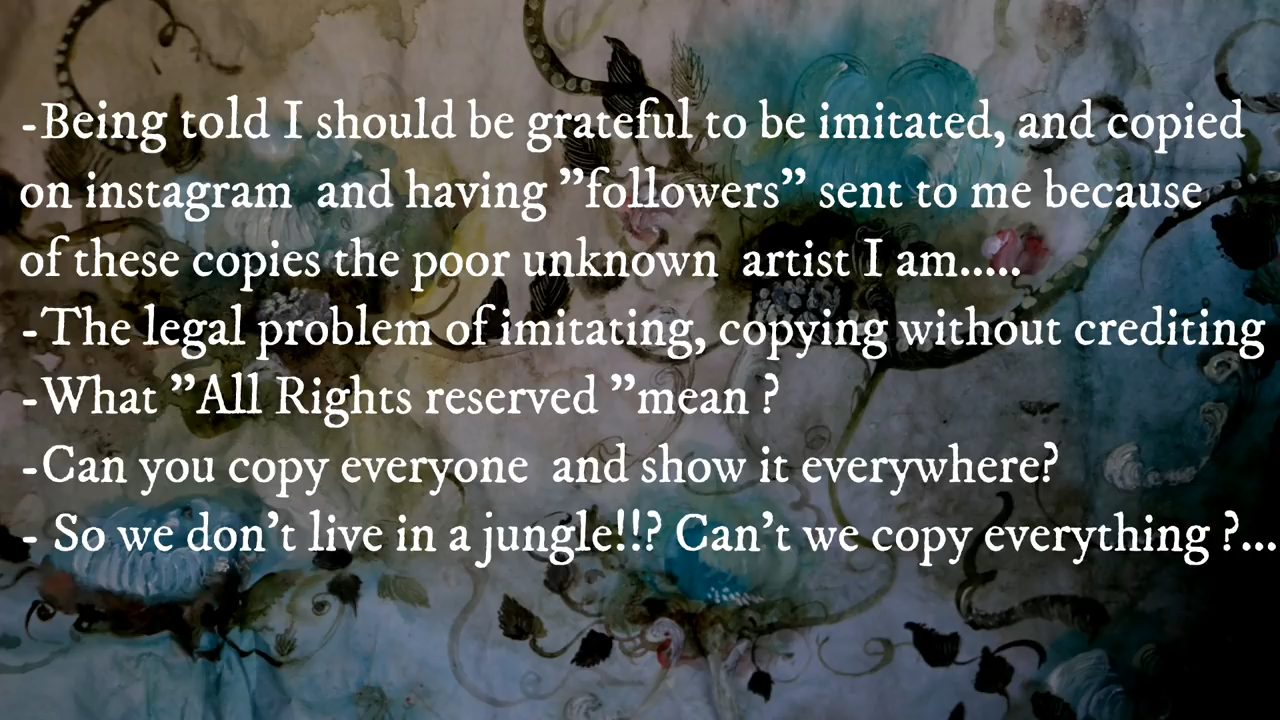 -Being told I should be grateful to be imitated, and copied
on instagram  and having ”followers” sent to me because
of these copies the poor unknown  artist I am.....
-The legal problem of imitating, copying without crediting
-What ”All Rights reserved ”mean ?
-Can you copy everyone  and show it everywhere?
- So we don’t live in a jungle!!? Can’t we copy everything ?...